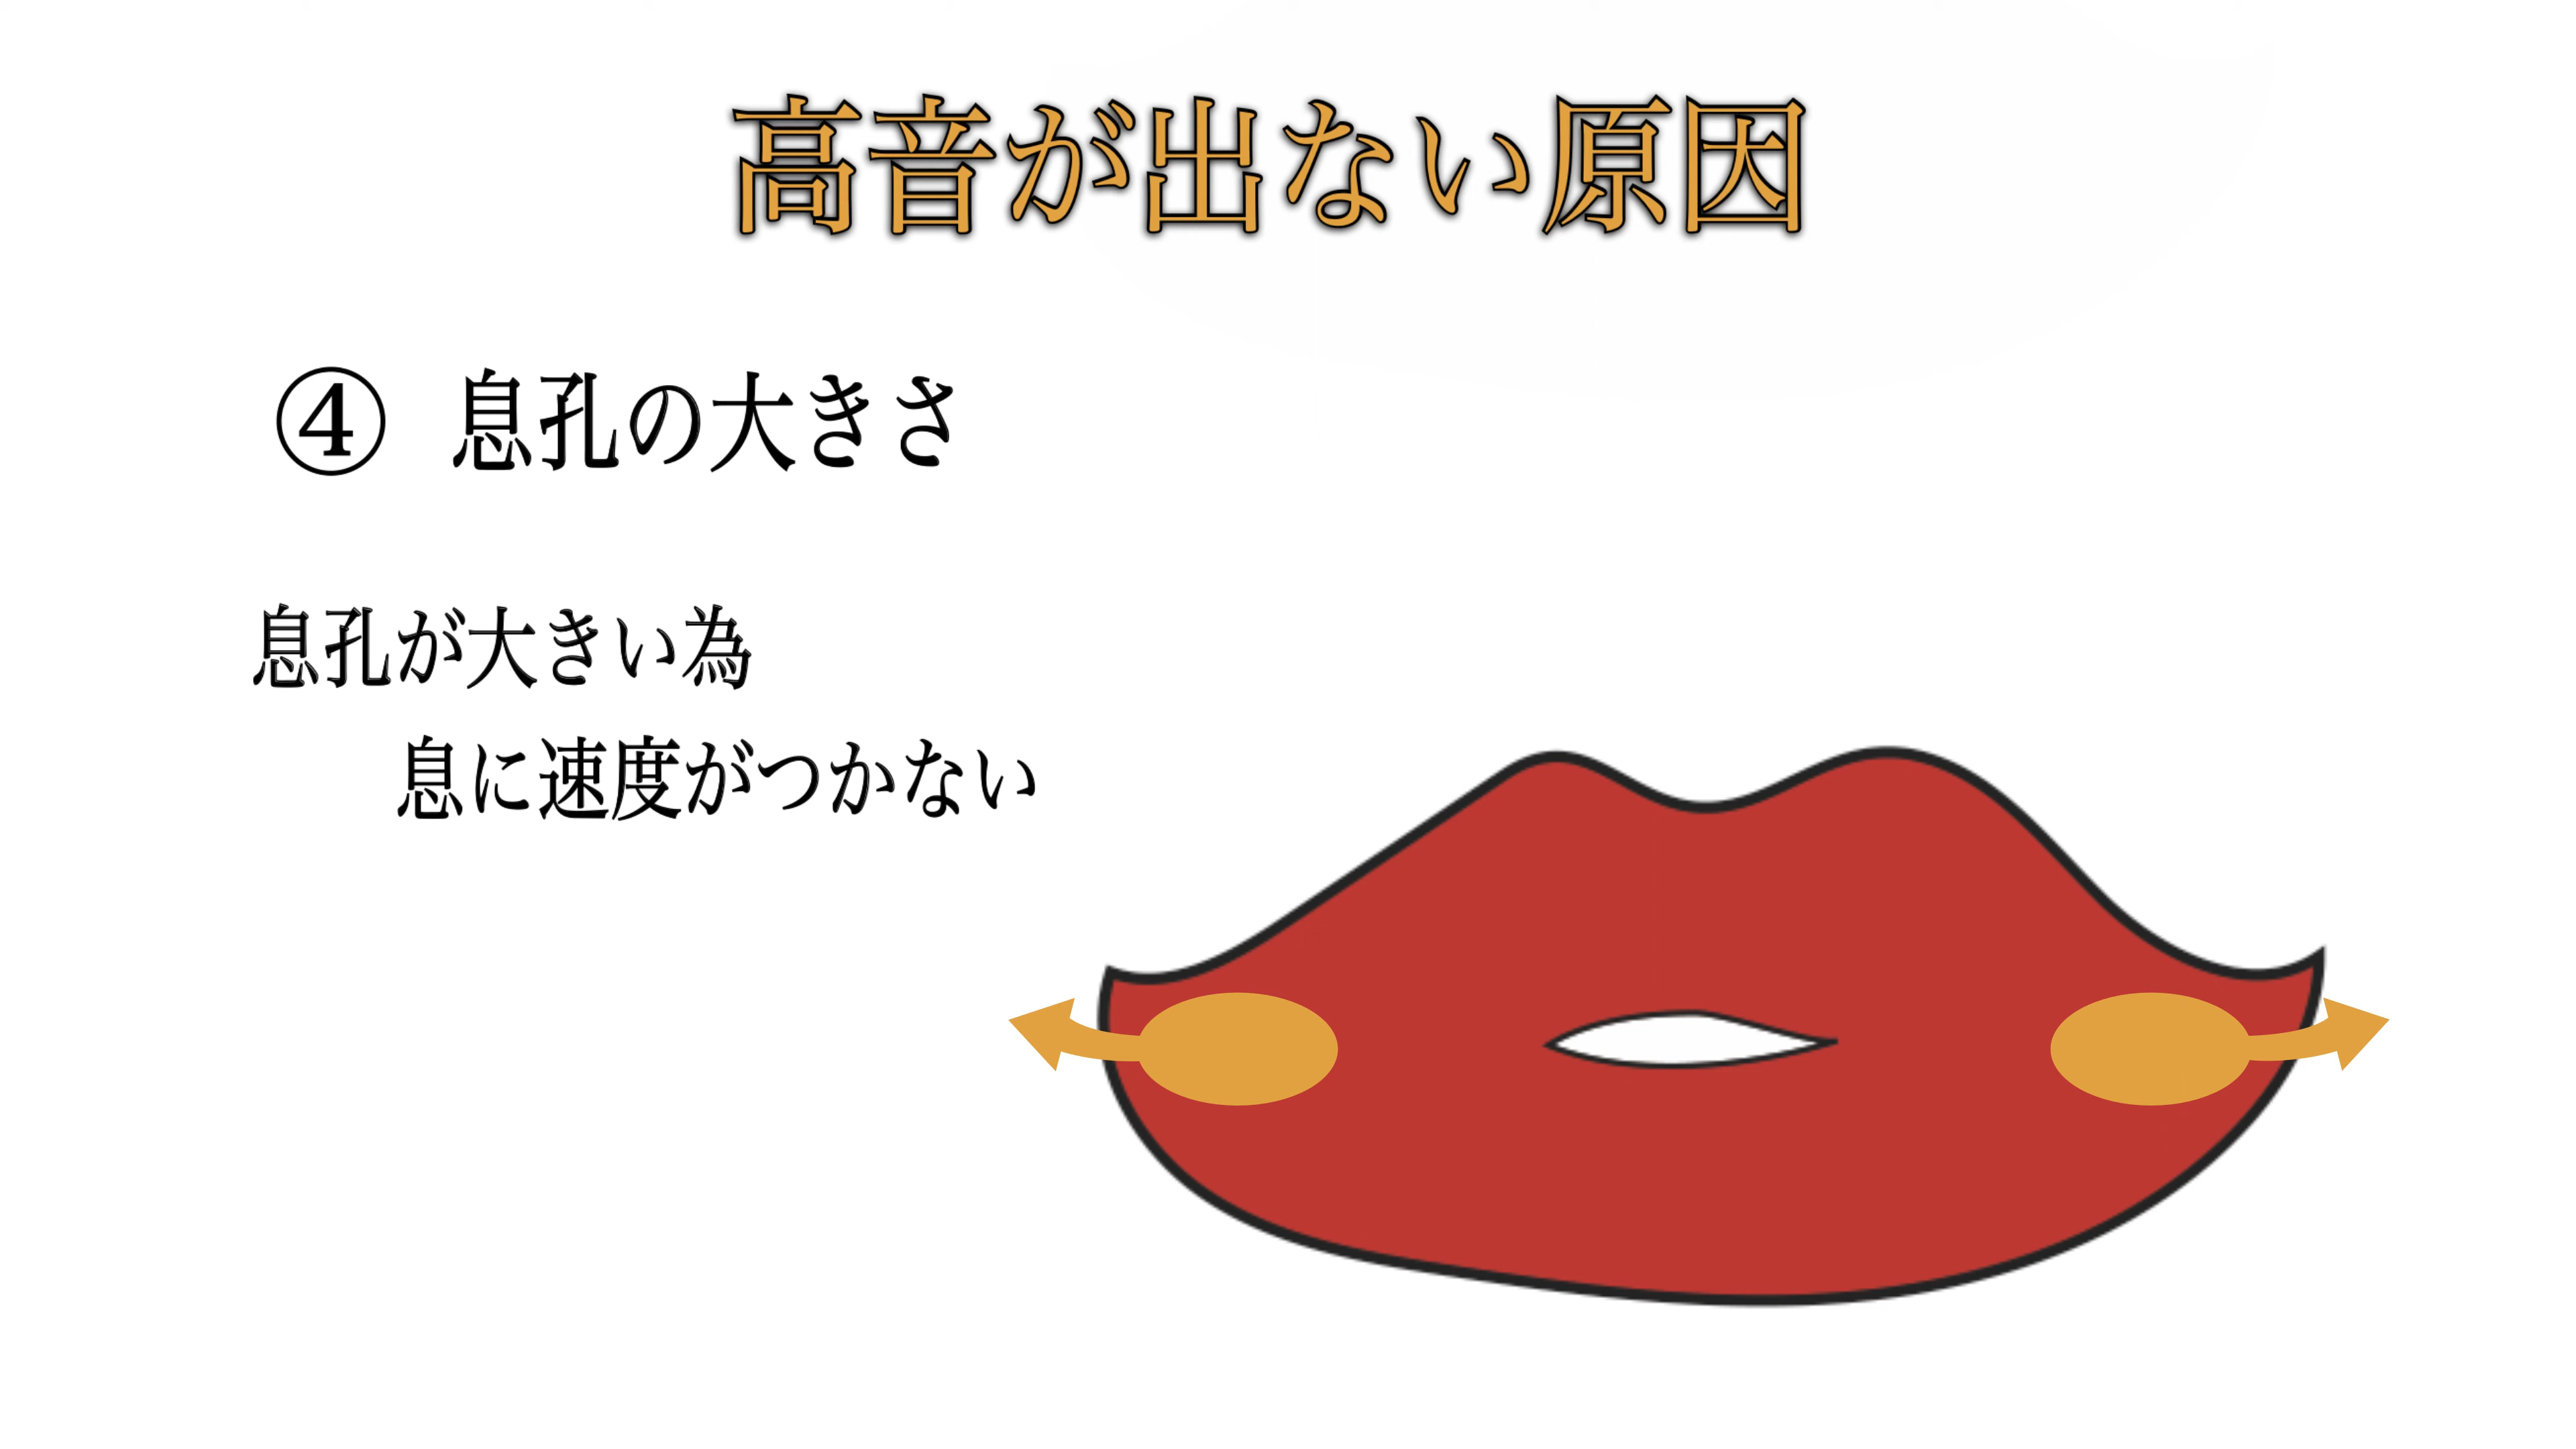 高音が出ない原因
④ 息孔の大きさ
息孔が大きい為
息に速度がつかない